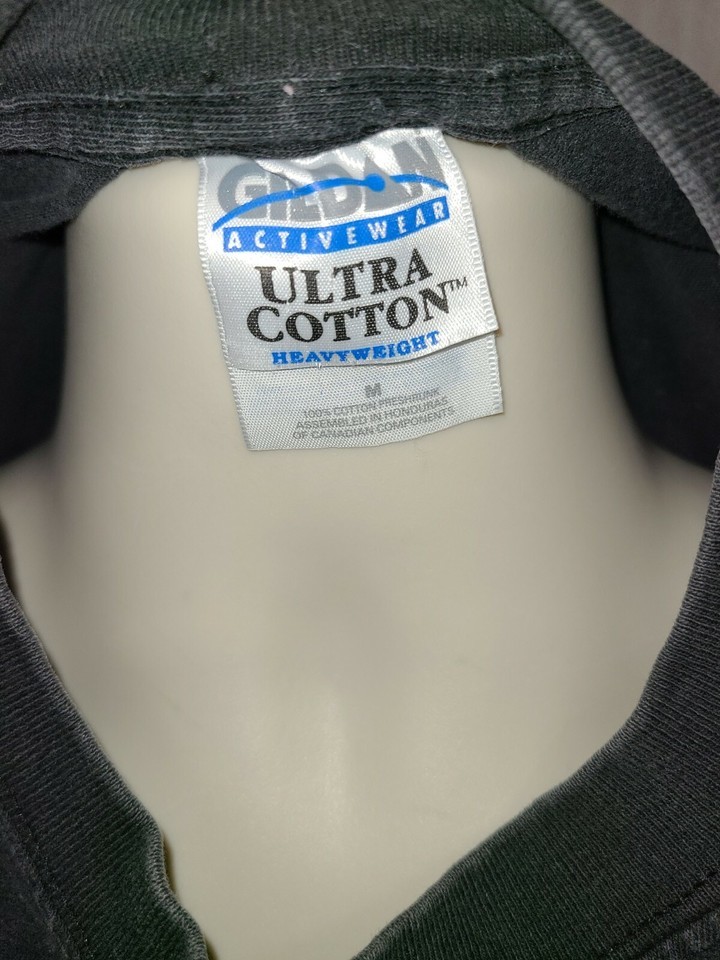 GILDAN
ACTIVEWEAR
ULTRA
COTTON™
HEAVYWEIGHT
M
100% COTTON PRESHRUNK
ASSEMBLED IN HONDURAS
OF CANADIAN COMPONENTS